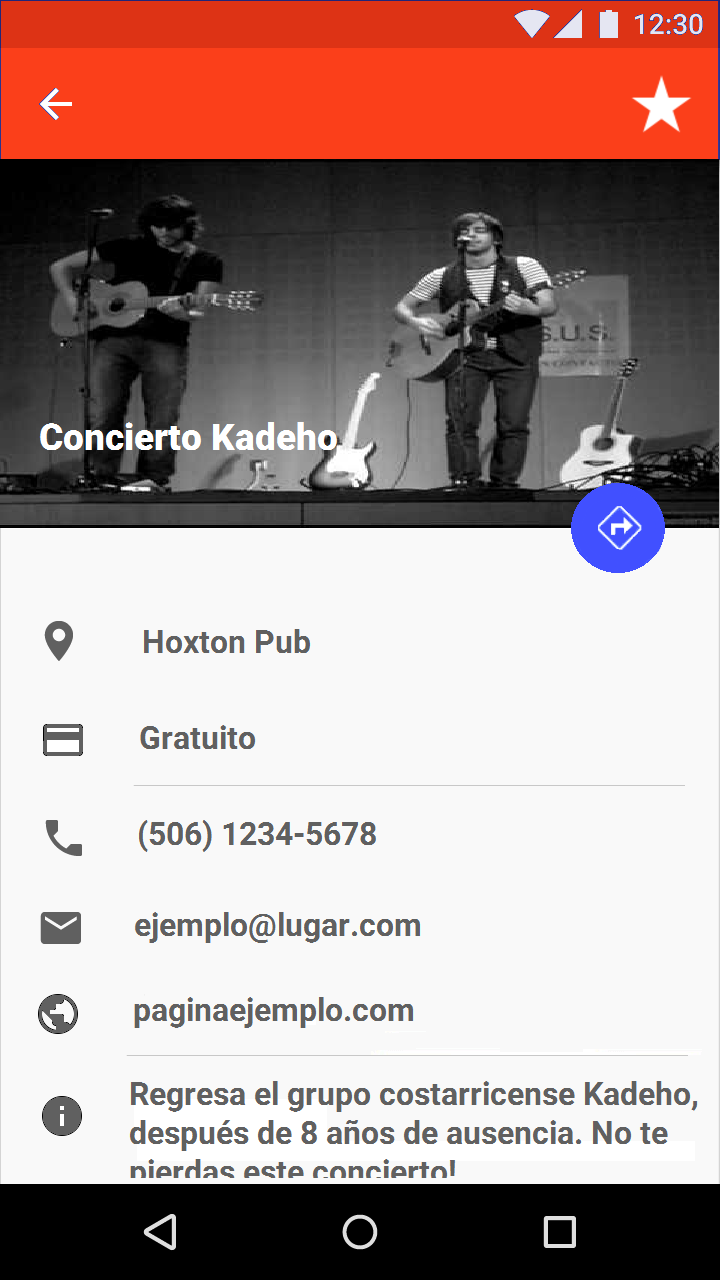 12:30
S.U.S.
Concierto Kadeho
Hoxton Pub
Gratuito
(506) 1234-5678
ejemplo@lugar.com
paginaejemplo.com
Regresa el grupo costarricense Kadeho,
después de 8 años de ausencia. No te
pierdas este concierto!